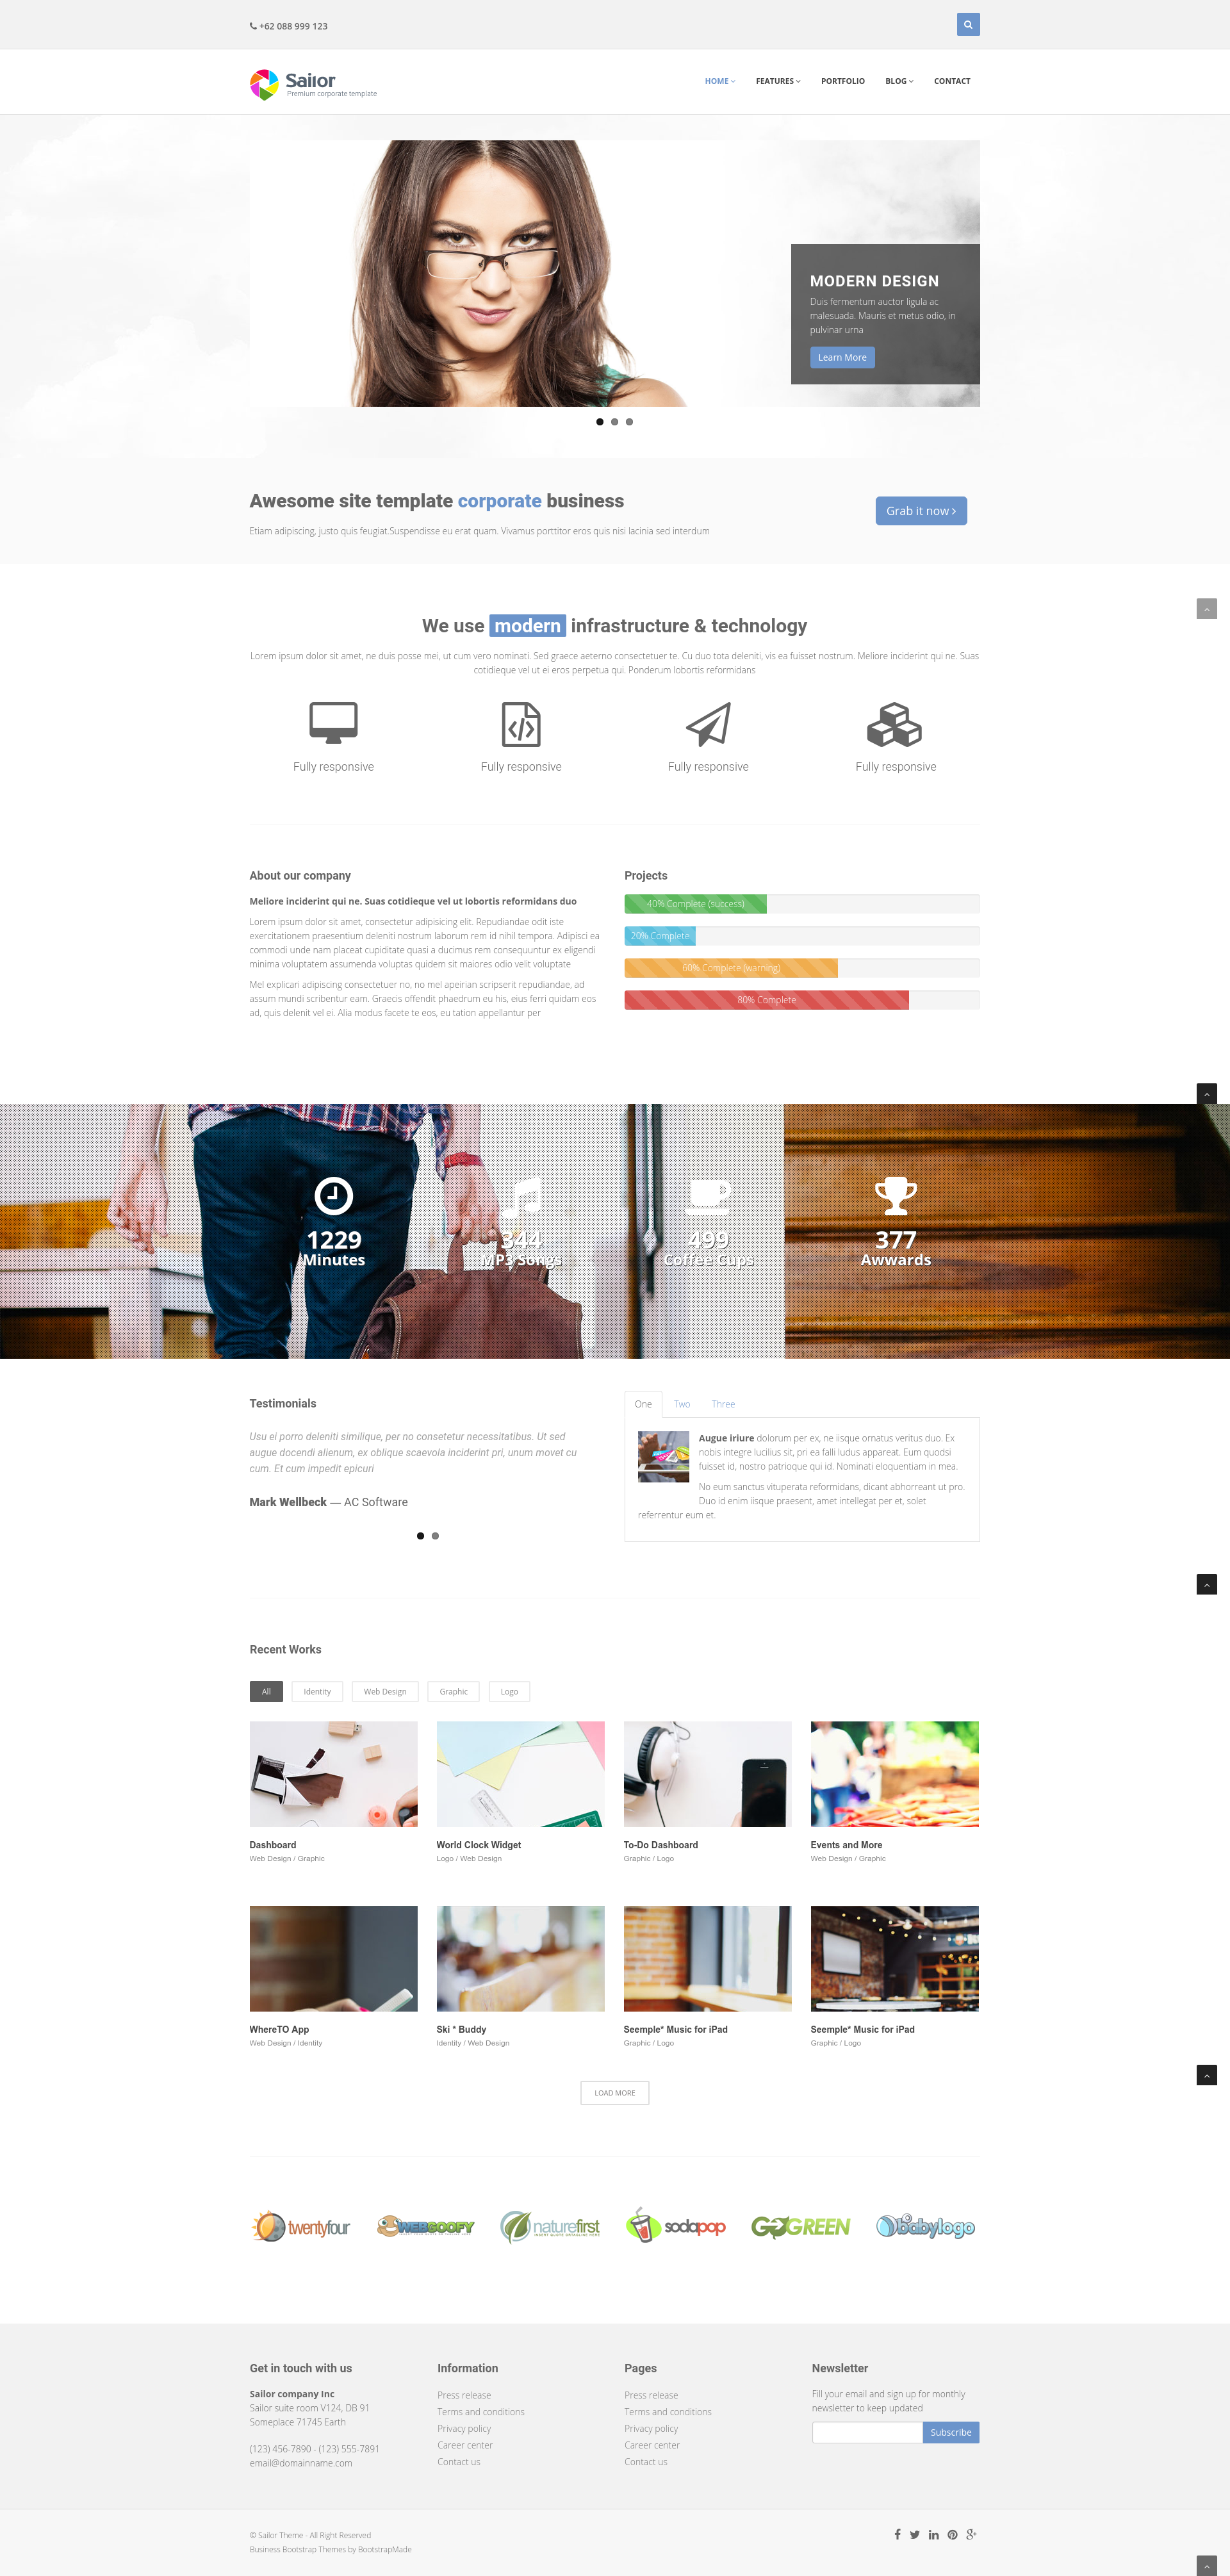 +62 088 999 123
Sailor
Premium corporate template
HOME
FEATURES
PORTFOLIO
BLOG
CONTACT
MODERN DESIGN
Duis fermentum auctor ligula ac
malesuada. Mauris et metus odio, in
pulvinar urna
Learn More
Awesome site template corporate business
Etiam adipiscing, justo quis feugiat.Suspendisse eu erat quam. Vivamus porttitor eros quis nisi lacinia sed interdum
Grab it now
We use modern infrastructure & technology
Lorem ipsum dolor sit amet, ne duis posse mei, ut cum vero nominati. Sed graece aeterno consectetuer te. Cu duo tota deleniti, vis ea fuisset nostrum. Meliore inciderint qui ne. Suas
cotidieque vel ut ei eros perpetua qui. Ponderum lobortis reformidans
Fully responsive
Fully responsive
Fully responsive
Fully responsive
About our company
Meliore inciderint qui ne. Suas cotidieque vel ut lobortis reformidans duo
Lorem ipsum dolor sit amet, consectetur adipisicing elit. Repudiandae odit iste
exercitationem praesentium deleniti nostrum laborum rem id nihil tempora. Adipisci ea
commodi unde nam placeat cupiditate quasi a ducimus rem consequuntur ex eligendi
minima voluptatem assumenda voluptas quidem sit maiores odio velit voluptate
Mel explicari adipiscing consectetuer no, no mel apeirian scripserit repudiandae, ad
assum mundi scribentur eam. Graecis offendit phaedrum eu his, eius ferri quidam eos
ad, quis delenit vel ei. Alia modus facete te eos, eu tation appellantur per
Projects
40% Complete (success)
20% Complete
60% Complete (warning)
80% Complete
1229
Minutes
344
MP3 Songs
499
Coffee Cups
377
Awwards
Testimonials
Usu ei porro deleniti similique, per no consetetur necessitatibus. Ut sed
augue docendi alienum, ex oblique scaevola inciderint pri, unum movet cu
cum. Et cum impedit epicuri
Mark Wellbeck — AC Software
One
Two
Three
Augue iriure dolorum per ex, ne iisque ornatus veritus duo. Ex
nobis integre lucilius sit, pri ea falli ludus appareat. Eum quodsi
fuisset id, nostro patrioque qui id. Nominati eloquentiam in mea.
No eum sanctus vituperata reformidans, dicant abhorreant ut pro.
Duo id enim iisque praesent, amet intellegat per et, solet
referrentur eum et.
Recent Works
All
Identity
Web Design
Graphic
Logo
Dashboard
Web Design / Graphic
World Clock Widget
Logo / Web Design
To-Do Dashboard
Graphic / Logo
Events and More
Web Design / Graphic
WhereTO App
Web Design / Identity
Ski * Buddy
Identity / Web Design
Seemple* Music for iPad
Graphic / Logo
Seemple* Music for iPad
Graphic / Logo
LOAD MORE
twentyfour
WEBGOOFY
naturefirst
sodapop
GO GREEN
babylogo
Get in touch with us
Sailor company Inc
Sailor suite room V124, DB 91
Someplace 71745 Earth
(123) 456-7890 - (123) 555-7891
email@domainname.com
Information
Press release
Terms and conditions
Privacy policy
Career center
Contact us
Pages
Press release
Terms and conditions
Privacy policy
Career center
Contact us
Newsletter
Fill your email and sign up for monthly
newsletter to keep updated
Subscribe
© Sailor Theme - All Right Reserved
Business Bootstrap Themes by BootstrapMade